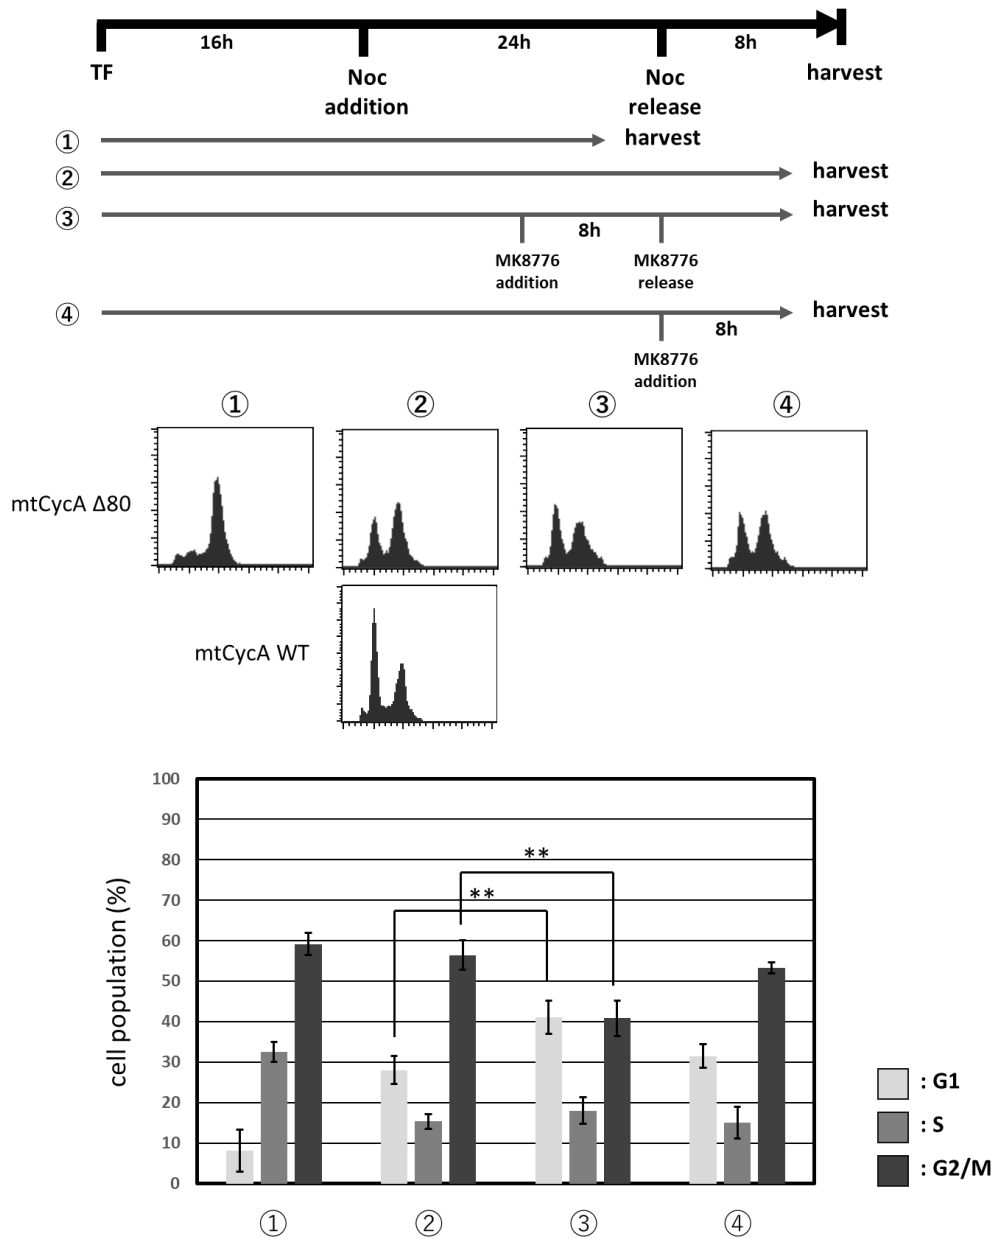 16h
24h
8h
TF
Noc
addition
Noc
release
harvest
① harvest
② harvest
③ harvest
8h
MK8776
addition
MK8776
release
④ harvest
8h
MK8776
addition
① ② ③ ④
mtCycA Δ80
mtCycA WT
cell population (%)
100
90
80
70
60
50
40
30
20
10
0
**
**
① ② ③ ④
: G1
: S
: G2/M